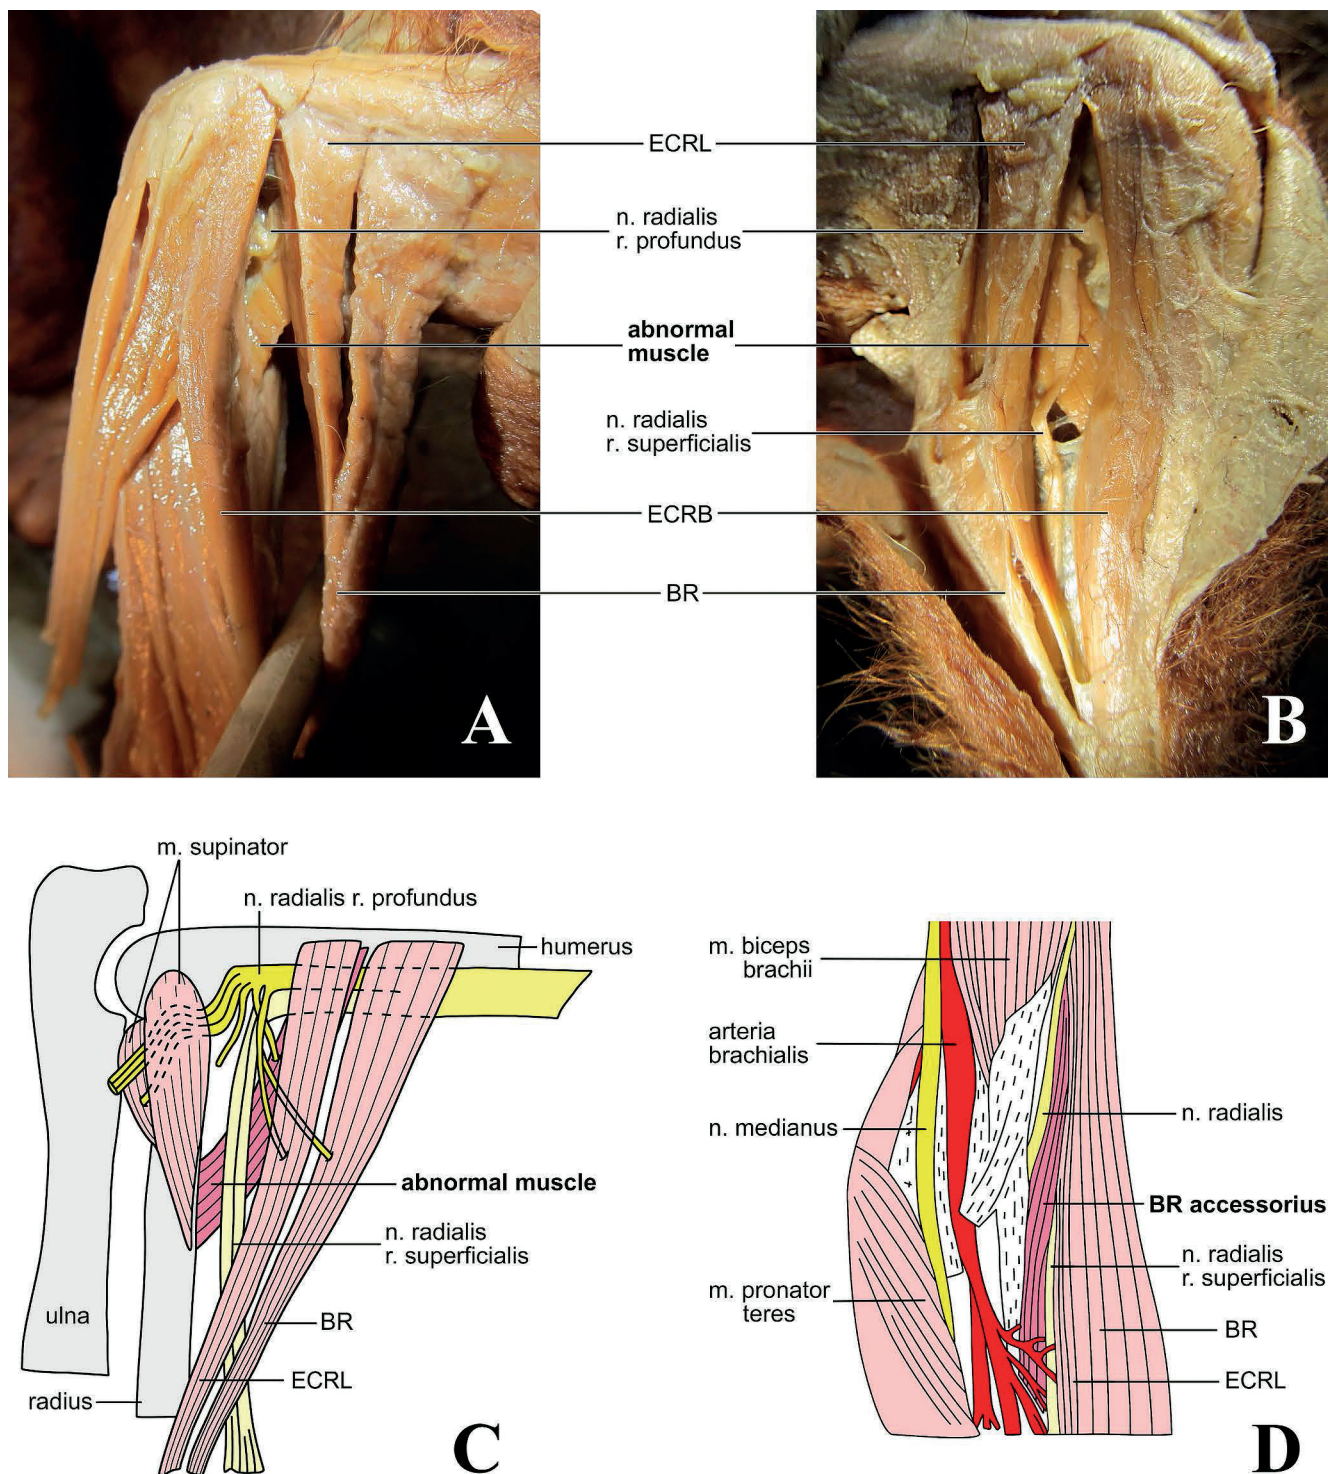 ECRL
n. radialis
r. profundus
abnormal
muscle
n. radialis
r. superficialis
ECRB
BR
A
B
m. supinator
n. radialis r. profundus
humerus
abnormal muscle
n. radialis
r. superficialis
BR
ECRL
ulna
radius
C
m. biceps
brachii
arteria
brachialis
n. medianus
m. pronator
teres
n. radialis
BR accessorius
n. radialis
r. superficialis
BR
ECRL
D